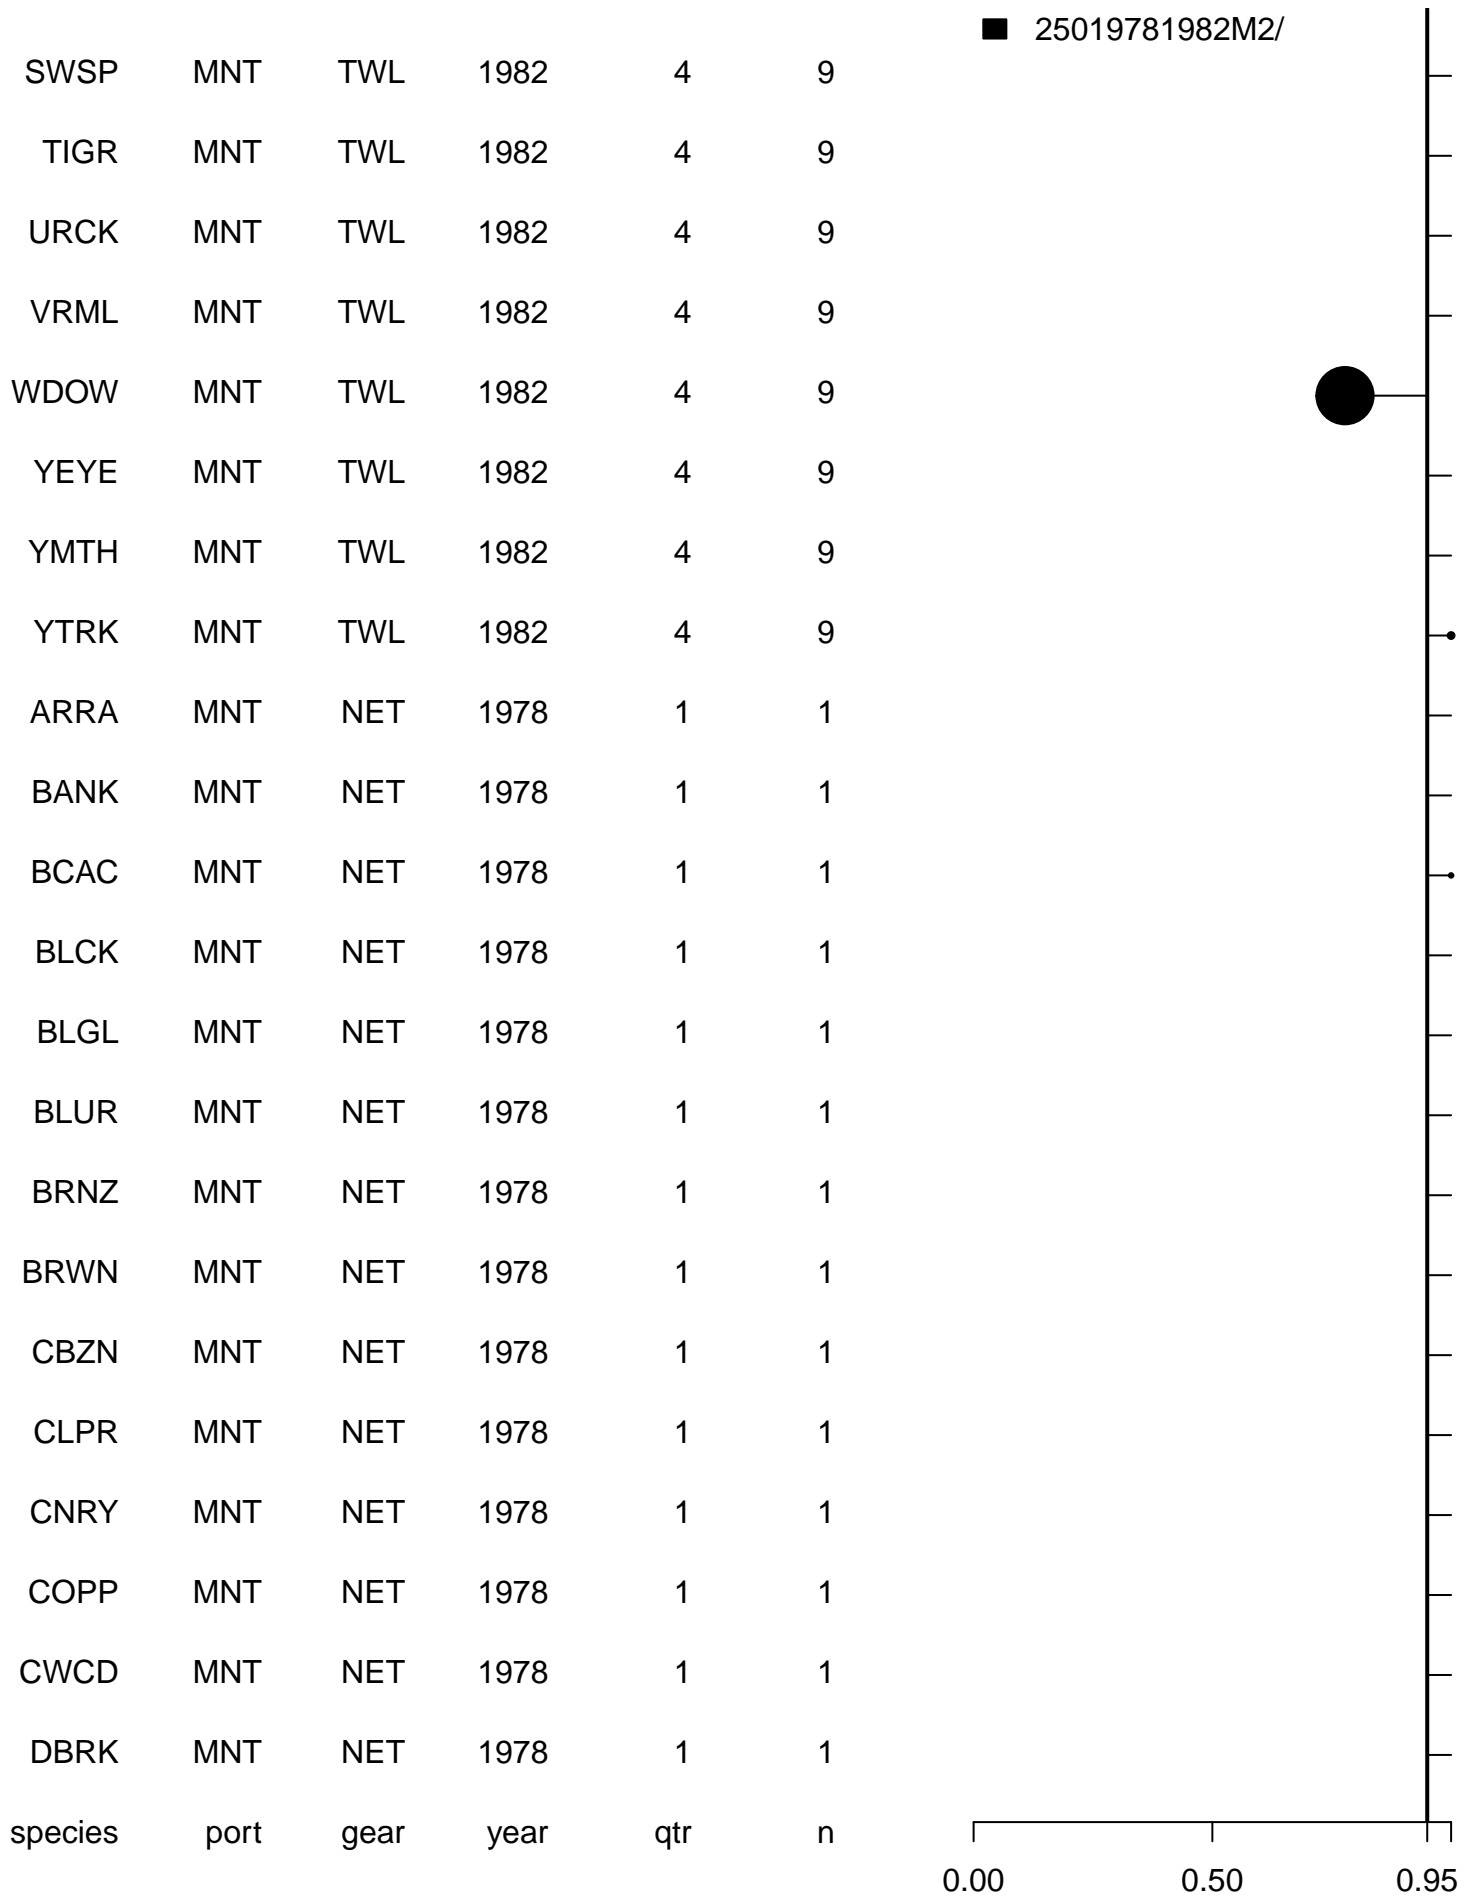 25019781982M2/
SWSP MNT TWL 1982 4 9
TIGR MNT TWL 1982 4 9
URCK MNT TWL 1982 4 9
VRML MNT TWL 1982 4 9
WDOW MNT TWL 1982 4 9
YEYE MNT TWL 1982 4 9
YMTH MNT TWL 1982 4 9
YTRK MNT TWL 1982 4 9
ARRA MNT NET 1978 1 1
BANK MNT NET 1978 1 1
BCAC MNT NET 1978 1 1
BLCK MNT NET 1978 1 1
BLGL MNT NET 1978 1 1
BLUR MNT NET 1978 1 1
BRNZ MNT NET 1978 1 1
BRWN MNT NET 1978 1 1
CBZN MNT NET 1978 1 1
CLPR MNT NET 1978 1 1
CNRY MNT NET 1978 1 1
COPP MNT NET 1978 1 1
CWCD MNT NET 1978 1 1
DBRK MNT NET 1978 1 1
species port gear year qtr n
0.00 0.50 0.95